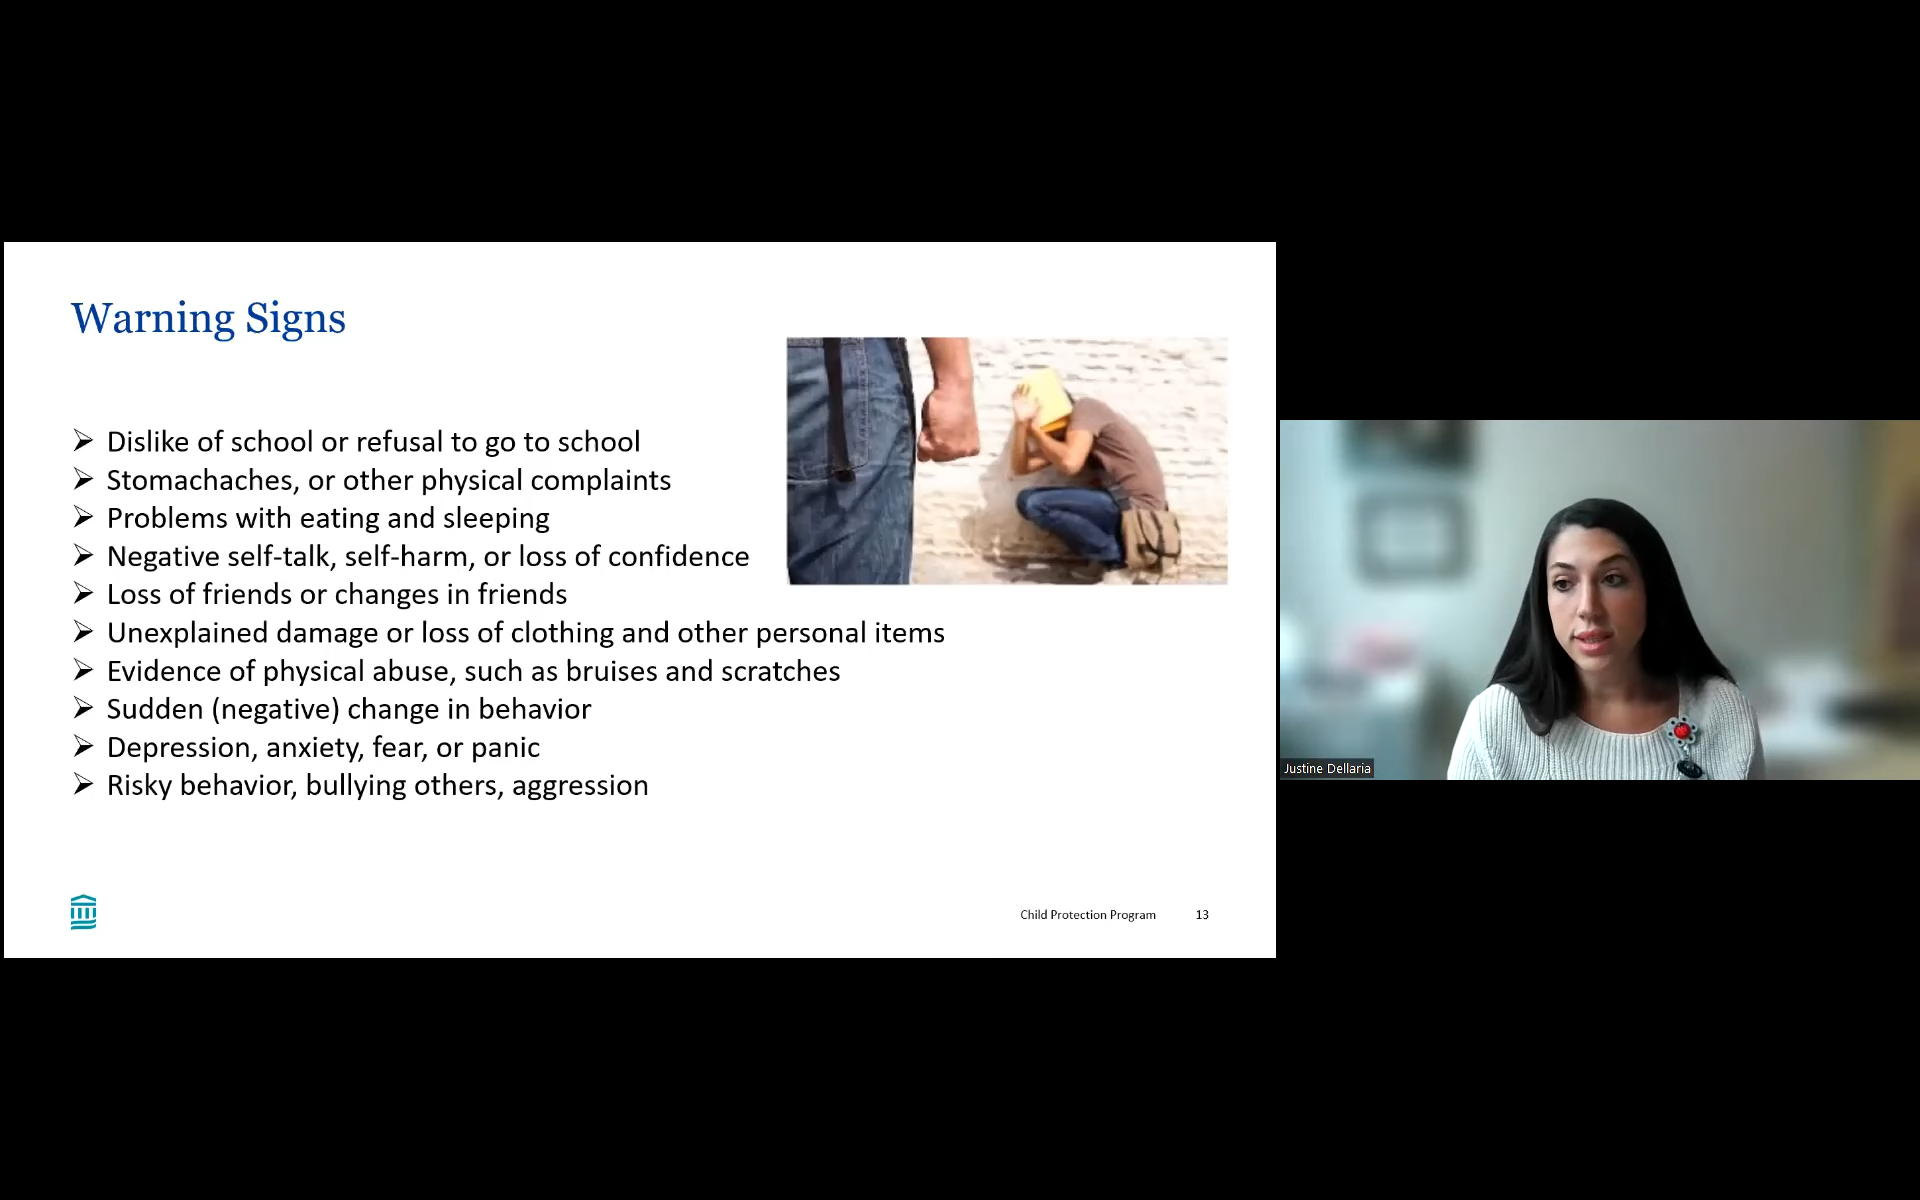 Warning Signs
Dislike of school or refusal to go to school
Stomachaches, or other physical complaints
Problems with eating and sleeping
Negative self-talk, self-harm, or loss of confidence
Loss of friends or changes in friends
Unexplained damage or loss of clothing and other personal items
Evidence of physical abuse, such as bruises and scratches
Sudden (negative) change in behavior
Depression, anxiety, fear, or panic
Risky behavior, bullying others, aggression
Child Protection Program 13
Justine Dellaria